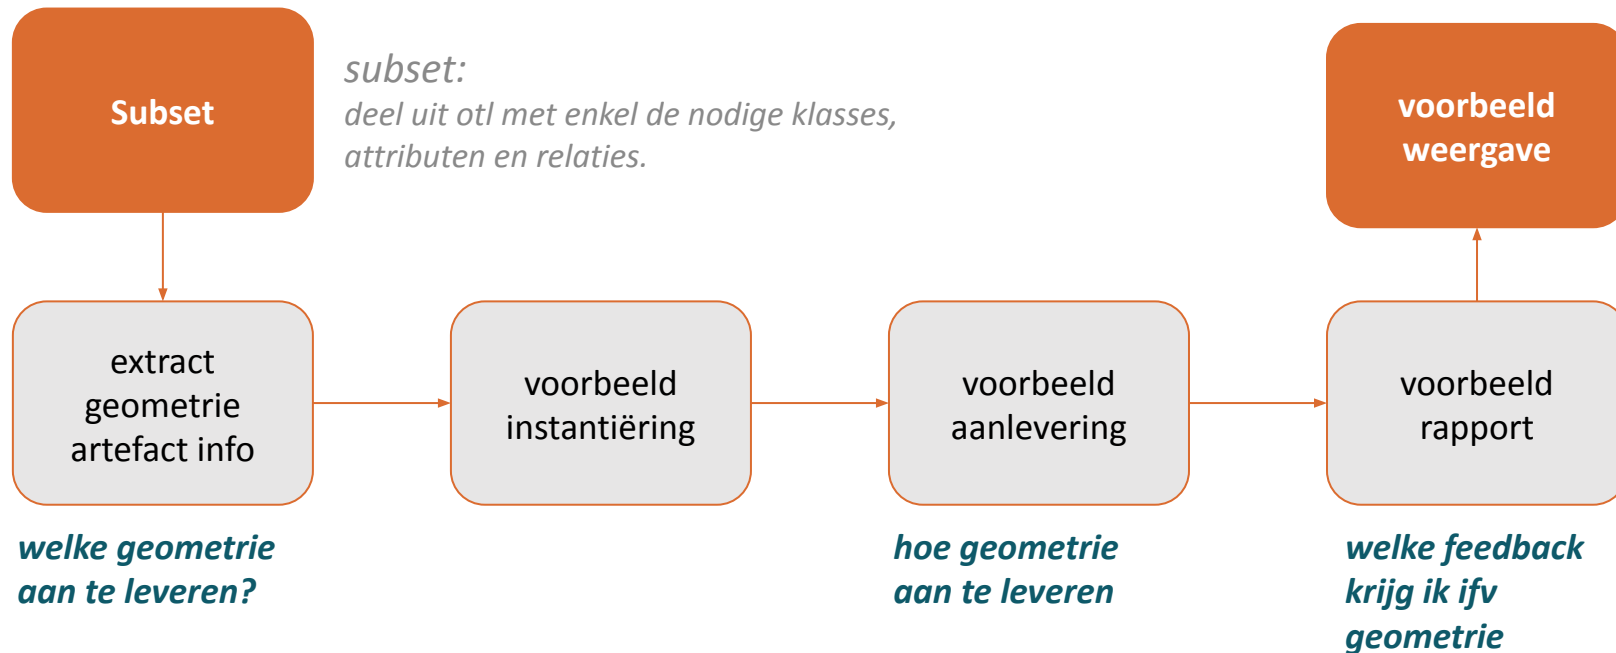 Subset
subset:
deel uit otl met enkel de nodige klasses,
attributen en relaties.
voorbeeld
weergave
extract
geometrie
artefact info
voorbeeld
instantiëring
voorbeeld
aanlevering
voorbeeld
rapport
welke geometrie
aan te leveren?
hoe geometrie
aan te leveren
welke feedback
krijg ik ifv
geometrie